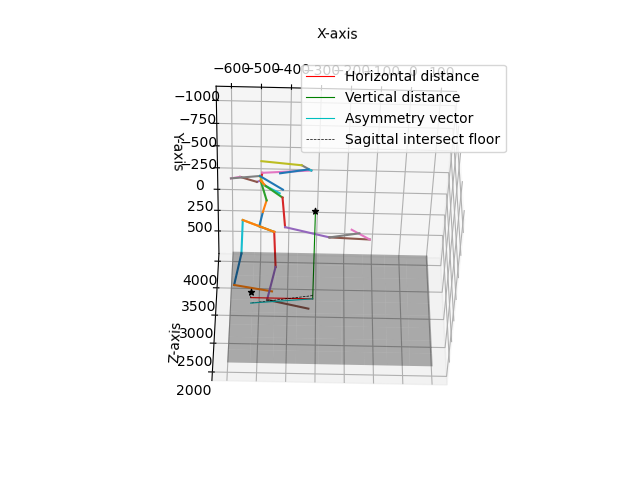 X-axis
−600 −500 −400 −300 −200 −100 0 100
Horizontal distance
Vertical distance
Asymmetry vector
Sagittal intersect floor
−1000
−750
−500
−250
0
250
500
Y-axis
4000
3500
3000
2500
2000
Z-axis